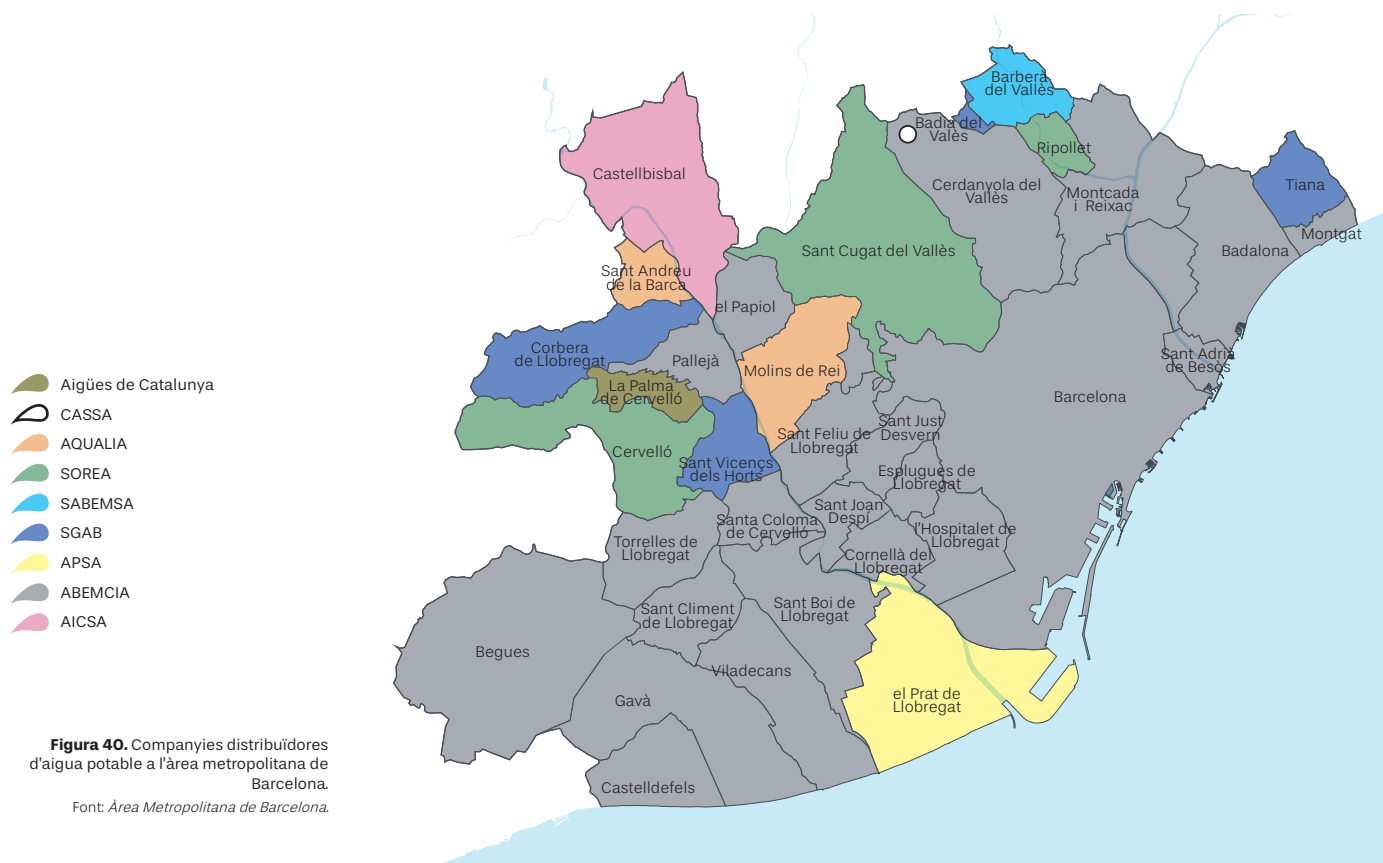 Barberà
del Vallès
Badia del
Valès
Ripollet
Castellbisbal
Cerdanyola del
Vallès
Montcada
i Reixac
Tiana
Montgat
Sant Cugat del Vallès
Badalona
Sant Andreu
de la Barca
el Papiol
Corbera
de Llobregat
Pallejà
Molins de Rei
Sant Adrià
de Besòs
La Palma
de Cervelló
Barcelona
Cervelló
Sant Vicençs
dels Horts
Sant Feliu de
Llobregat
Sant Just
Desvern
Esplugues de
Llobregat
Sant Joan
Despí
Santa Coloma
de Cervelló
l'Hospitalet de
Llobregat
Torrelles de
Llobregat
Cornellà del
Llobregat
Sant Climent
de Llobregat
Sant Boi de
Llobregat
Begues
Viladecans
Gavà
el Prat de
Llobregat
Castelldefels
Aigües de Catalunya
CASSA
AQUALIA
SOREA
SABEMSA
SGAB
APSA
ABEMCIA
AICSA
Figura 40. Companyies distribuïdores
d'aigua potable a l'àrea metropolitana de
Barcelona.
Font: Àrea Metropolitana de Barcelona.